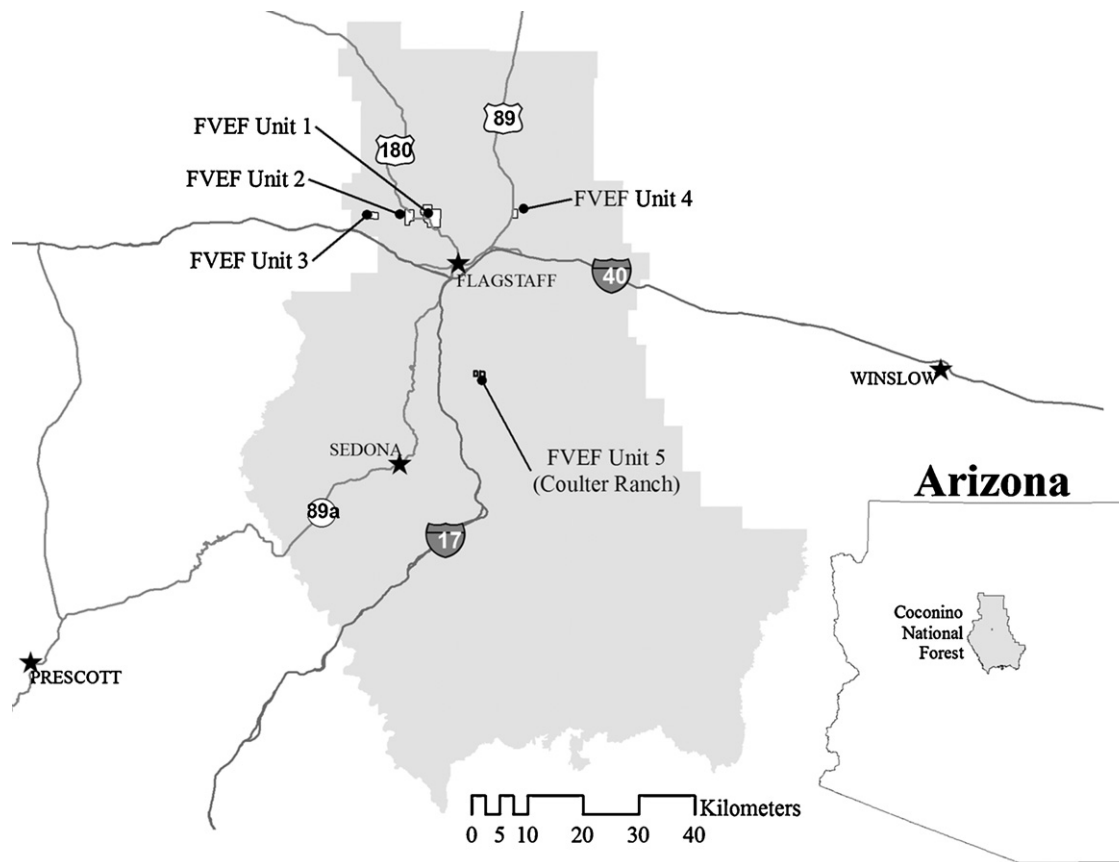 FVEF Unit 1
89
180
FVEF Unit 2
FVEF Unit 4
FVEF Unit 3
FLAGSTAFF
40
WINSLOW
SEDONA
FVEF Unit 5
(Coulter Ranch)
Arizona
89a
17
Coconino
National
Forest
PRESCOTT
Kilometers
0 5 10 20 30 40